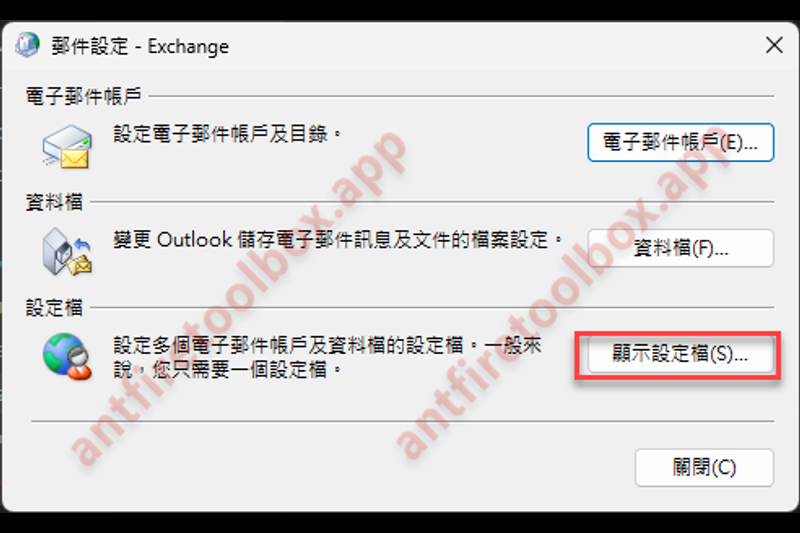 郵件設定 - Exchange
電子郵件帳戶
設定電子郵件帳戶及目錄。
電子郵件帳戶(E)...
資料檔
變更 Outlook 儲存電子郵件訊息及文件的檔案設定。
資料檔(F)...
設定檔
設定多個電子郵件帳戶及資料檔的設定檔。一般來
說，您只需要一個設定檔。
顯示設定檔(S)...
關閉(C)
antfiretoolbox.app
antfiretoolbox.app